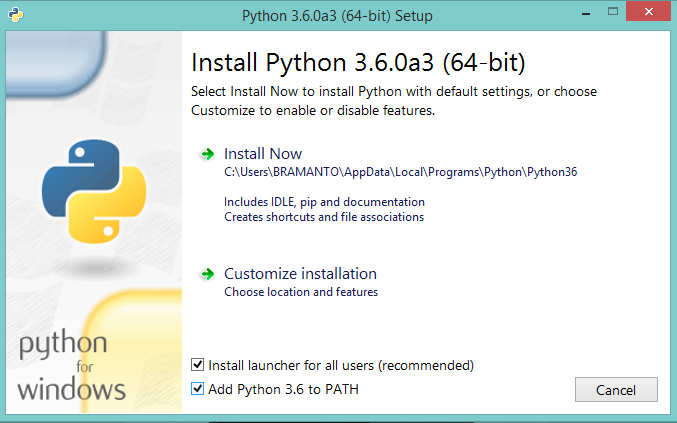 Python 3.6.0a3 (64-bit) Setup
Install Python 3.6.0a3 (64-bit)
Select Install Now to install Python with default settings, or choose
Customize to enable or disable features.
Install Now
C:\Users\BRAMANTO\AppData\Local\Programs\Python\Python36
Includes IDLE, pip and documentation
Creates shortcuts and file associations
Customize installation
Choose location and features
python
for
windows
Install launcher for all users (recommended)
Add Python 3.6 to PATH
Cancel